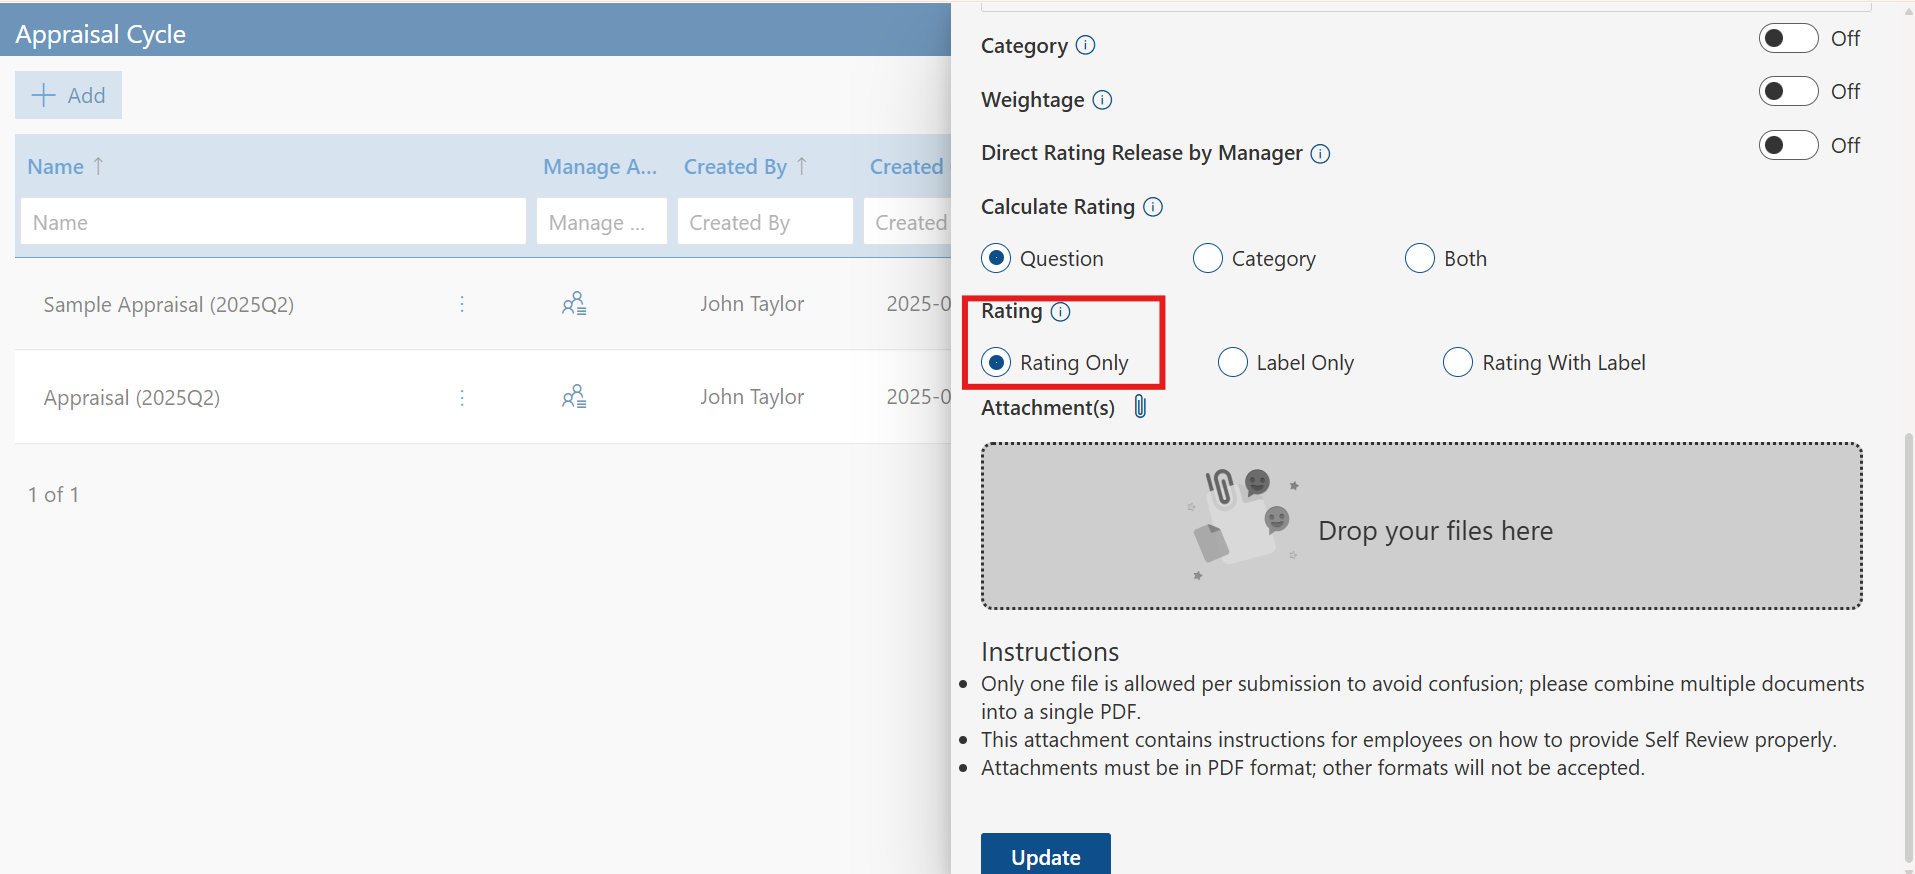 Appraisal Cycle
Add
Name ↑
Manage A...
Created By ↑
Created
Name
Manage ...
Created By
Created
Sample Appraisal (2025Q2)
John Taylor
2025-0
Appraisal (2025Q2)
John Taylor
2025-0
1 of 1
Category
Off
Weightage
Off
Direct Rating Release by Manager
Off
Calculate Rating
Question
Category
Both
Rating
Rating Only
Label Only
Rating With Label
Attachment(s)
Drop your files here
Instructions
Only one file is allowed per submission to avoid confusion; please combine multiple documents
into a single PDF.
This attachment contains instructions for employees on how to provide Self Review properly.
Attachments must be in PDF format; other formats will not be accepted.
Update